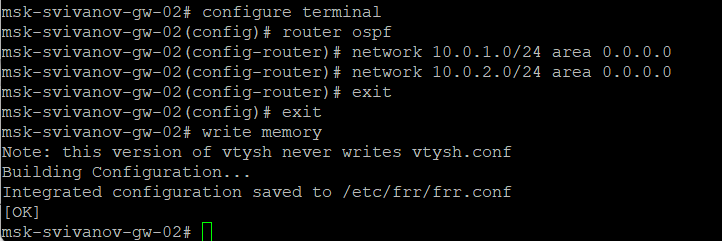 msk-svivanov-gw-02# configure terminal
msk-svivanov-gw-02(config)# router ospf
msk-svivanov-gw-02(config-router)# network 10.0.1.0/24 area 0.0.0.0
msk-svivanov-gw-02(config-router)# network 10.0.2.0/24 area 0.0.0.0
msk-svivanov-gw-02(config-router)# exit
msk-svivanov-gw-02(config)# exit
msk-svivanov-gw-02# write memory
Note: this version of vtysh never writes vtysh.conf
Building Configuration...
Integrated configuration saved to /etc/frr/frr.conf
[OK]
msk-svivanov-gw-02#